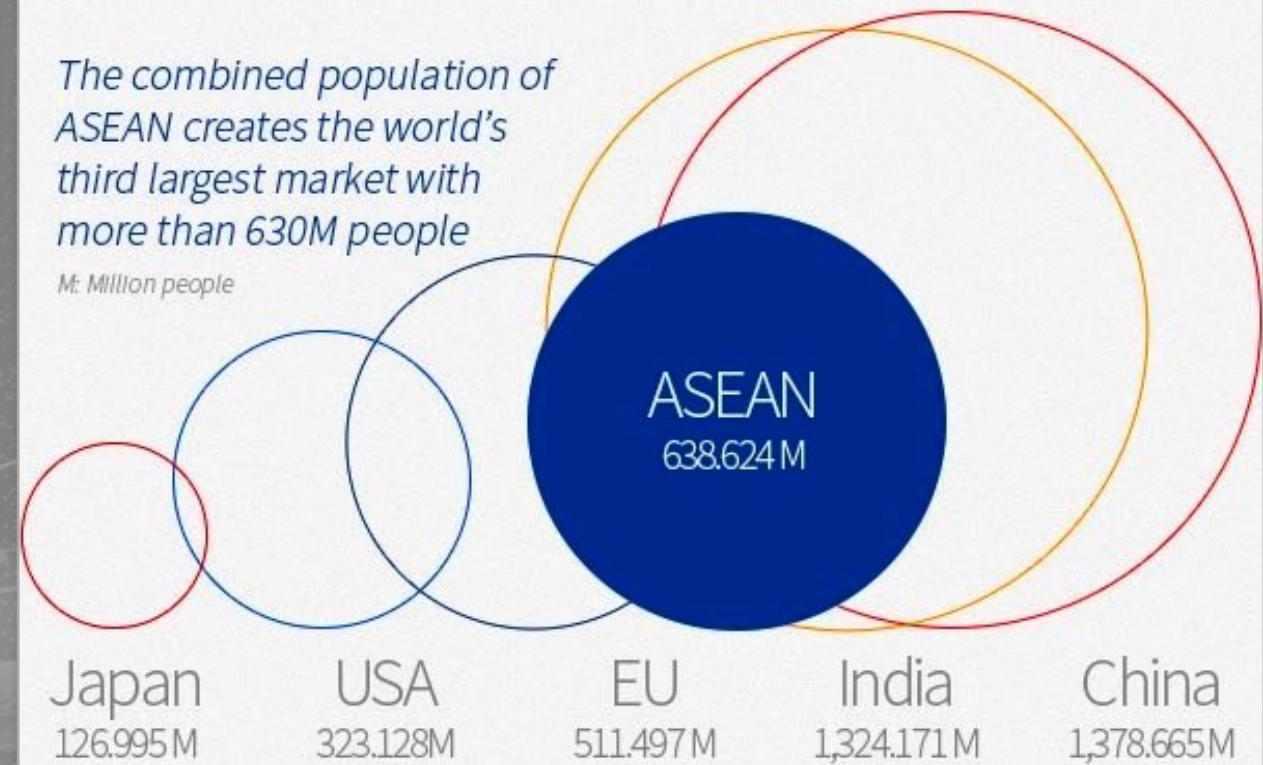 The combined population of
ASEAN creates the world's
third largest market with
more than 630M people
M: Million people
ASEAN
638.624 M
Japan USA EU India China
126.995 M 323.128M 511.497 M 1,324.171 M 1,378.665 M